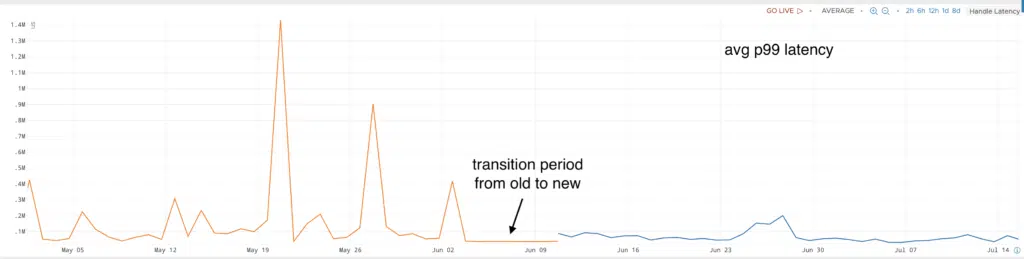 GO LIVE ▷ • AVERAGE • • 2h 6h 12h 1d 8d Handle Latency
1.4M
US
1.3M
1.2M
1.1M
1M
.9M
.8M
.7M
.6M
.5M
.4M
.3M
.2M
.1M
avg p99 latency
transition period
from old to new
May 05 May 12 May 19 May 26 Jun 02 Jun 09 Jun 16 Jun 23 Jun 30 Jul 07 Jul 14